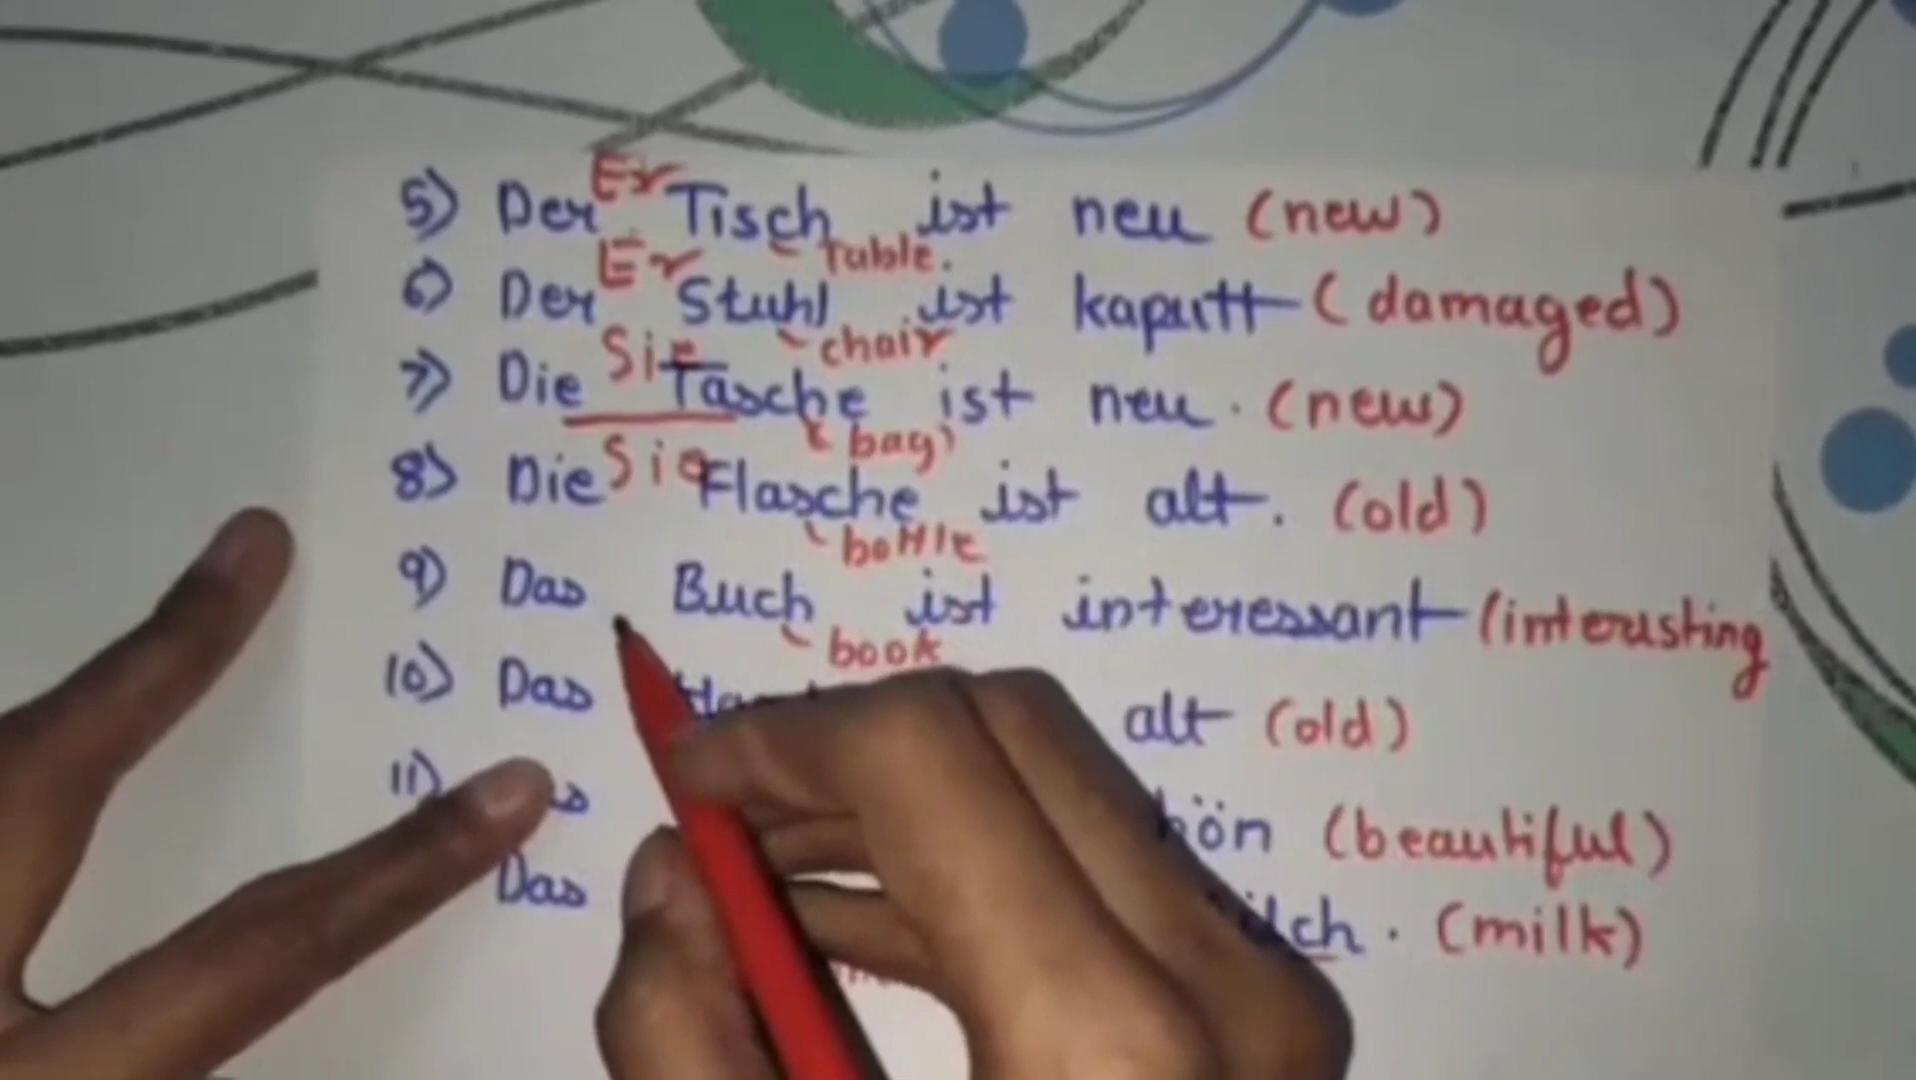 Er
5) Der Tisch ist neu (new)
table.
Er
6) Der Stuhl ist kaputt (damaged)
chair
Sie
7) Die Tasche ist neu. (new)
(bag)
Sie
8) Die Flasche ist alt. (old)
bottle
9) Das Buch ist interessant (interesting
book
10) Das alt (old)
11) (beautiful)
Das (milk)